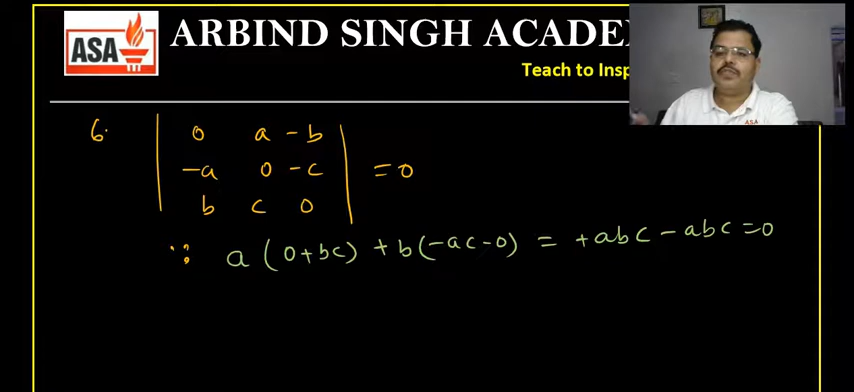 ASA
ARBIND SINGH ACADE
Teach to Insp
6.
0 a -b
-a 0 -c = 0
b c 0
∵ a (0+bc) + b(-ac-0) = +abc - abc = 0
ASA